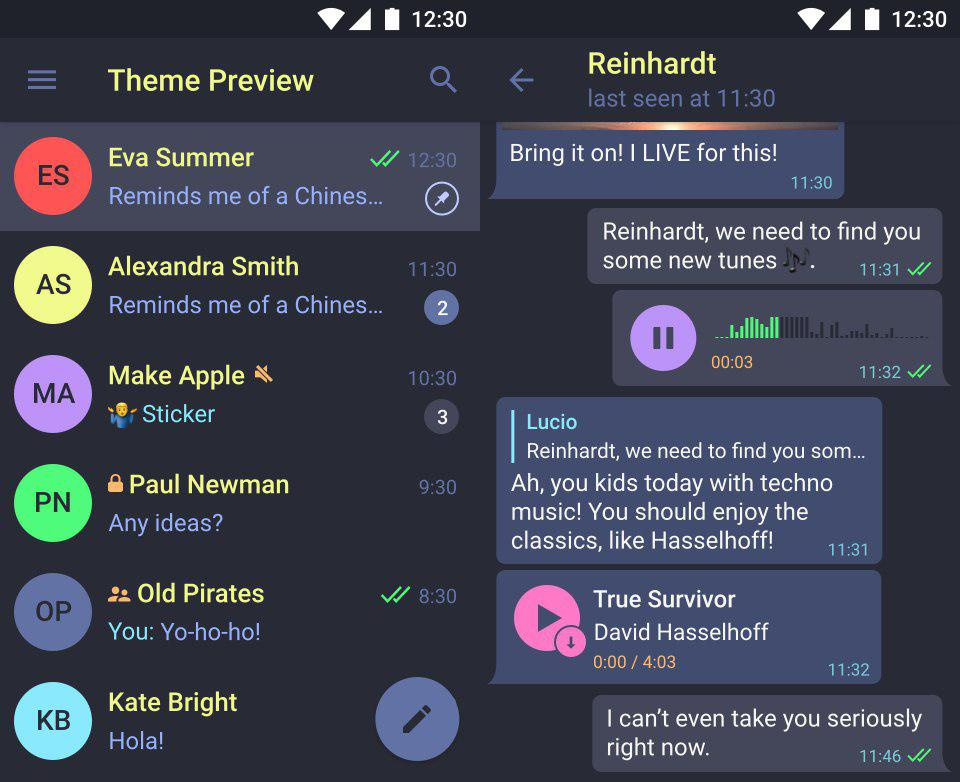 12:30
Theme Preview
ES
Eva Summer
12:30
Reminds me of a Chines...
AS
Alexandra Smith
11:30
Reminds me of a Chines...
2
MA
Make Apple
10:30
Sticker
3
PN
Paul Newman
9:30
Any ideas?
OP
Old Pirates
8:30
You: Yo-ho-ho!
KB
Kate Bright
Hola!
12:30
Reinhardt
last seen at 11:30
Bring it on! I LIVE for this!
11:30
Reinhardt, we need to find you
some new tunes 🎶.
11:31
00:03
11:32
Lucio
Reinhardt, we need to find you som...
Ah, you kids today with techno
music! You should enjoy the
classics, like Hasselhoff!
11:31
True Survivor
David Hasselhoff
0:00 / 4:03
11:32
I can't even take you seriously
right now.
11:46